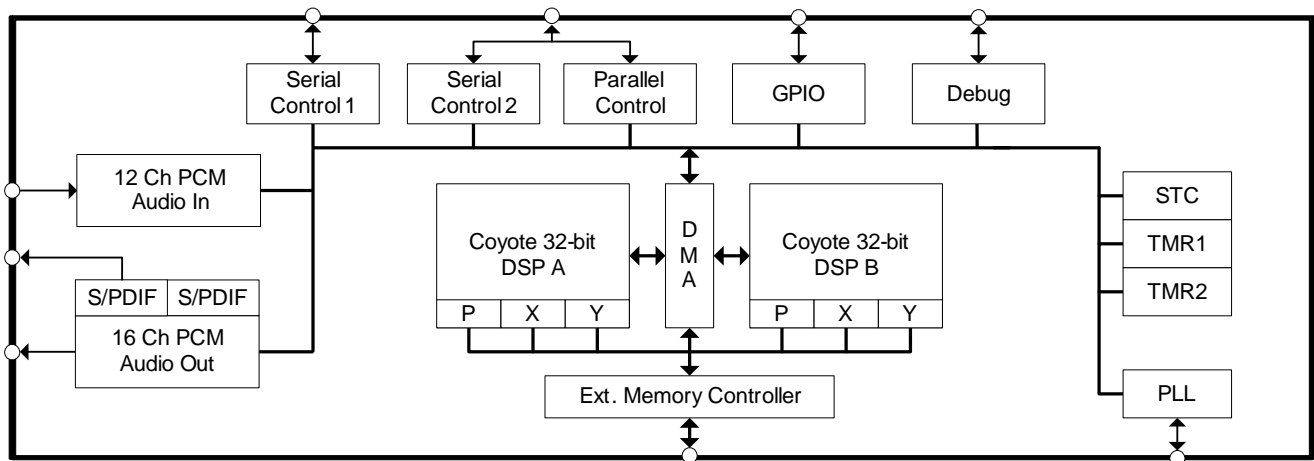 Serial
Control 1
Serial
Control 2
Parallel
Control
GPIO
Debug
12 Ch PCM
Audio In
S/PDIF
S/PDIF
16 Ch PCM
Audio Out
Coyote 32-bit
DSP A
P
X
Y
D
M
A
Coyote 32-bit
DSP B
P
X
Y
Ext. Memory Controller
STC
TMR1
TMR2
PLL